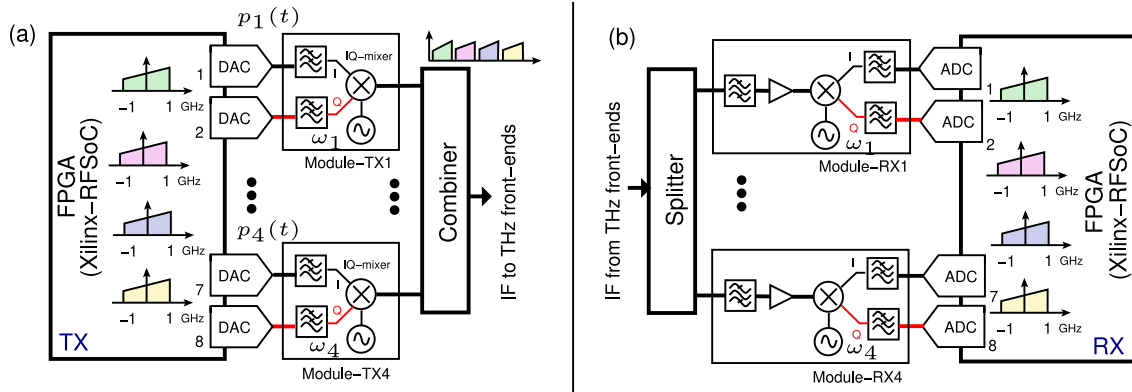 (a)
p₁(t)
DAC
1
I
IQ-mixer
−1 1 GHz
DAC
2
Q
ω₁
Module-TX1
−1 1 GHz
FPGA
(Xilinx-RFSoC)
p₄(t)
−1 1 GHz
DAC
7
I
IQ-mixer
−1 1 GHz
DAC
8
Q
ω₄
Module-TX4
TX
Combiner
IF to THz front-ends
(b)
IF from THz front-ends
Splitter
I
ADC
1
−1 1 GHz
Q
ω₁
ADC
2
Module-RX1
−1 1 GHz
FPGA
(Xilinx-RFSoC)
−1 1 GHz
I
ADC
7
−1 1 GHz
Q
ω₄
ADC
8
Module-RX4
RX